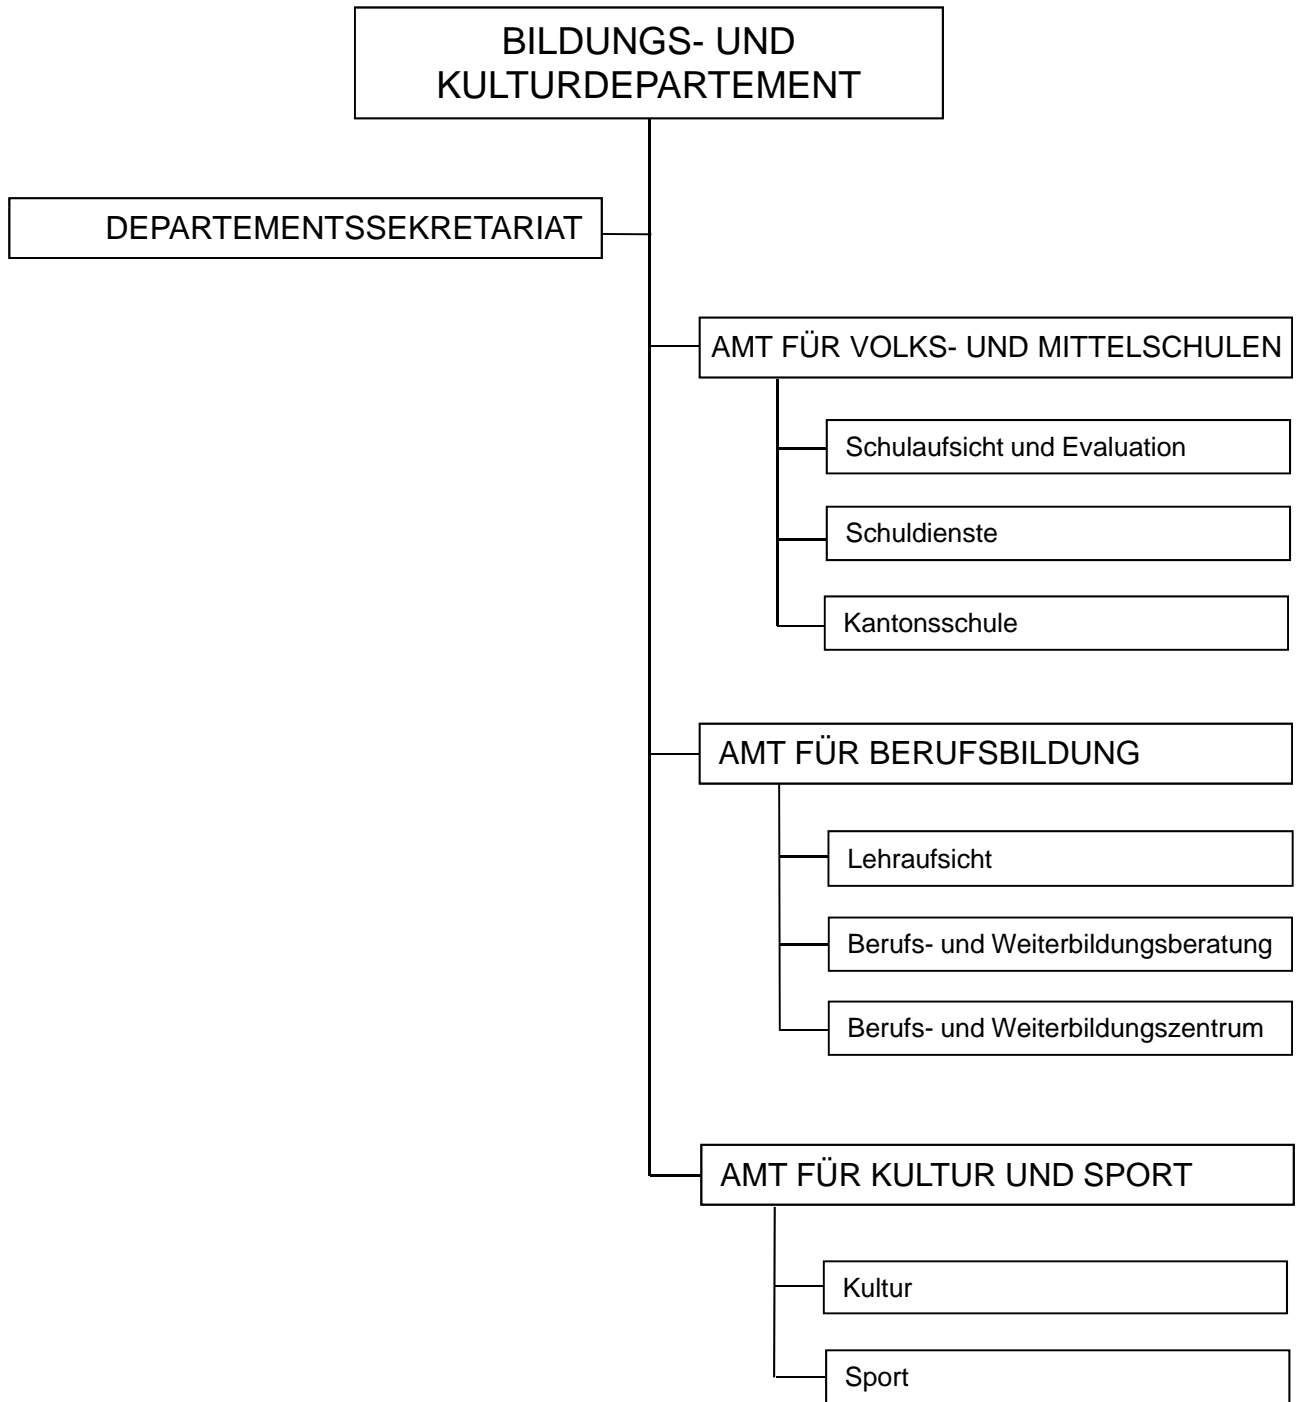 BILDUNGS- UND
KULTURDEPARTEMENT
DEPARTEMENTSSEKRETARIAT
AMT FÜR VOLKS- UND MITTELSCHULEN
Schulaufsicht und Evaluation
Schuldienste
Kantonsschule
AMT FÜR BERUFSBILDUNG
Lehraufsicht
Berufs- und Weiterbildungsberatung
Berufs- und Weiterbildungszentrum
AMT FÜR KULTUR UND SPORT
Kultur
Sport